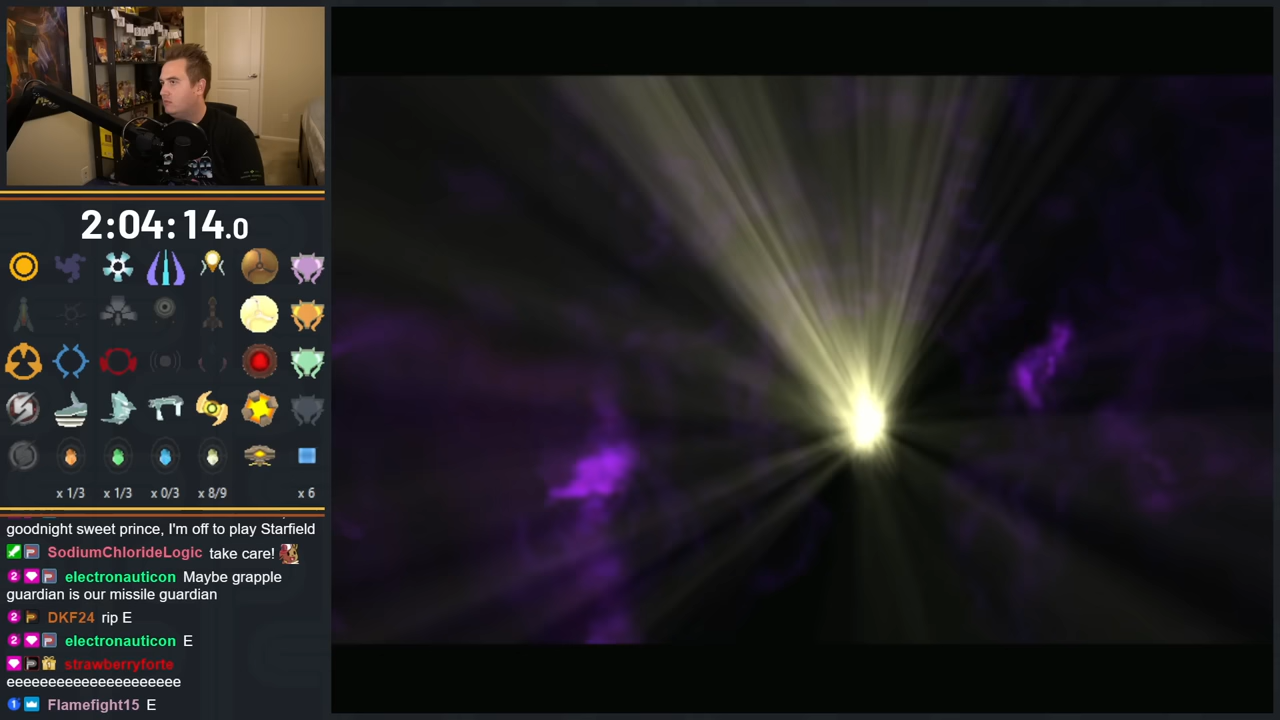 2:04:14.0
x 1/3 x 1/3 x 0/3 x 8/9 x 6
goodnight sweet prince, I'm off to play Starfield
SodiumChlorideLogic take care!
2 electronauticon Maybe grapple
guardian is our missile guardian
2 DKF24 rip E
2 electronauticon E
strawberryforte
eeeeeeeeeeeeeeeeeeee
1 Flamefight15 E